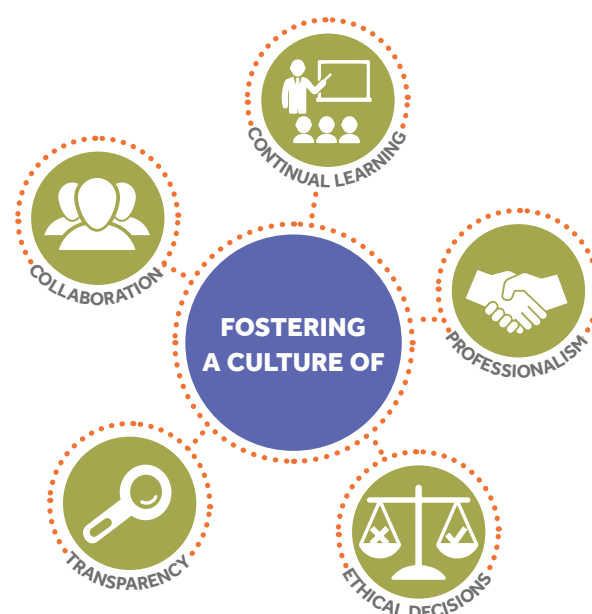 CONTINUAL LEARNING
COLLABORATION
FOSTERING
A CULTURE OF
PROFESSIONALISM
TRANSPARENCY
ETHICAL DECISIONS